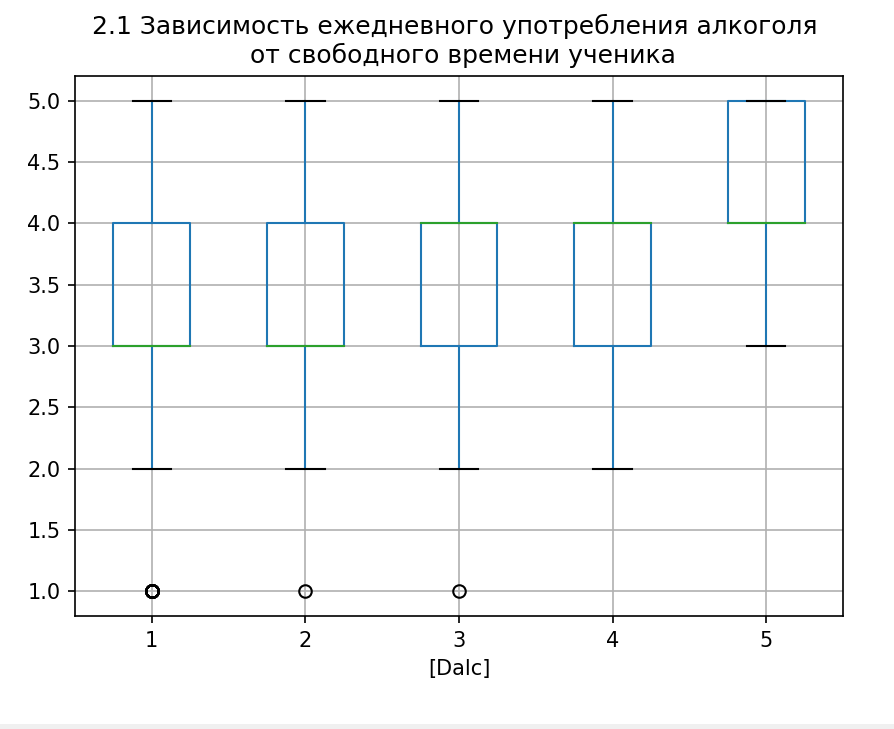 2.1 Зависимость ежедневного употребления алкоголя
от свободного времени ученика
5.0
4.5
4.0
3.5
3.0
2.5
2.0
1.5
1.0
1 2 3 4 5
[Dalc]